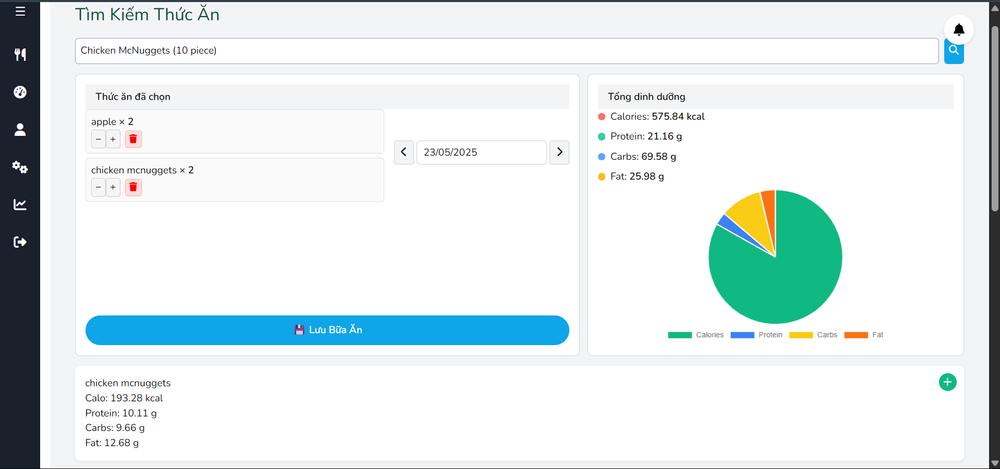 Tìm Kiếm Thức Ăn
Chicken McNuggets (10 piece)
Thức ăn đã chọn
apple × 2
− +
chicken mcnuggets × 2
− +
23/05/2025
Lưu Bữa Ăn
Tổng dinh dưỡng
Calories: 575.84 kcal
Protein: 21.16 g
Carbs: 69.58 g
Fat: 25.98 g
Calories Protein Carbs Fat
chicken mcnuggets
Calo: 193.28 kcal
Protein: 10.11 g
Carbs: 9.66 g
Fat: 12.68 g